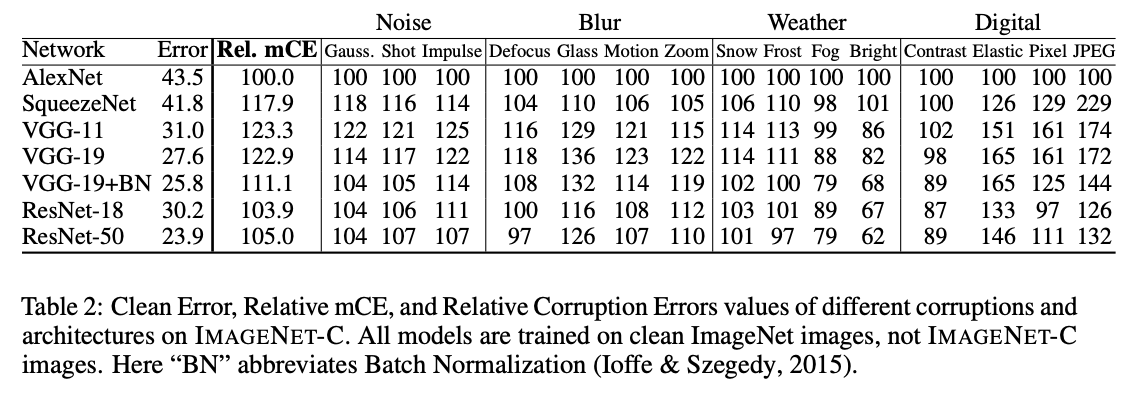 Noise Blur Weather Digital
Network Error Rel. mCE Gauss. Shot Impulse Defocus Glass Motion Zoom Snow Frost Fog Bright Contrast Elastic Pixel JPEG
AlexNet 43.5 100.0 100 100 100 100 100 100 100 100 100 100 100 100 100 100 100
SqueezeNet 41.8 117.9 118 116 114 104 110 106 105 106 110 98 101 100 126 129 229
VGG-11 31.0 123.3 122 121 125 116 129 121 115 114 113 99 86 102 151 161 174
VGG-19 27.6 122.9 114 117 122 118 136 123 122 114 111 88 82 98 165 161 172
VGG-19+BN 25.8 111.1 104 105 114 108 132 114 119 102 100 79 68 89 165 125 144
ResNet-18 30.2 103.9 104 106 111 100 116 108 112 103 101 89 67 87 133 97 126
ResNet-50 23.9 105.0 104 107 107 97 126 107 110 101 97 79 62 89 146 111 132
Table 2: Clean Error, Relative mCE, and Relative Corruption Errors values of different corruptions and
architectures on IMAGENET-C. All models are trained on clean ImageNet images, not IMAGENET-C
images. Here “BN” abbreviates Batch Normalization (Ioffe & Szegedy, 2015).